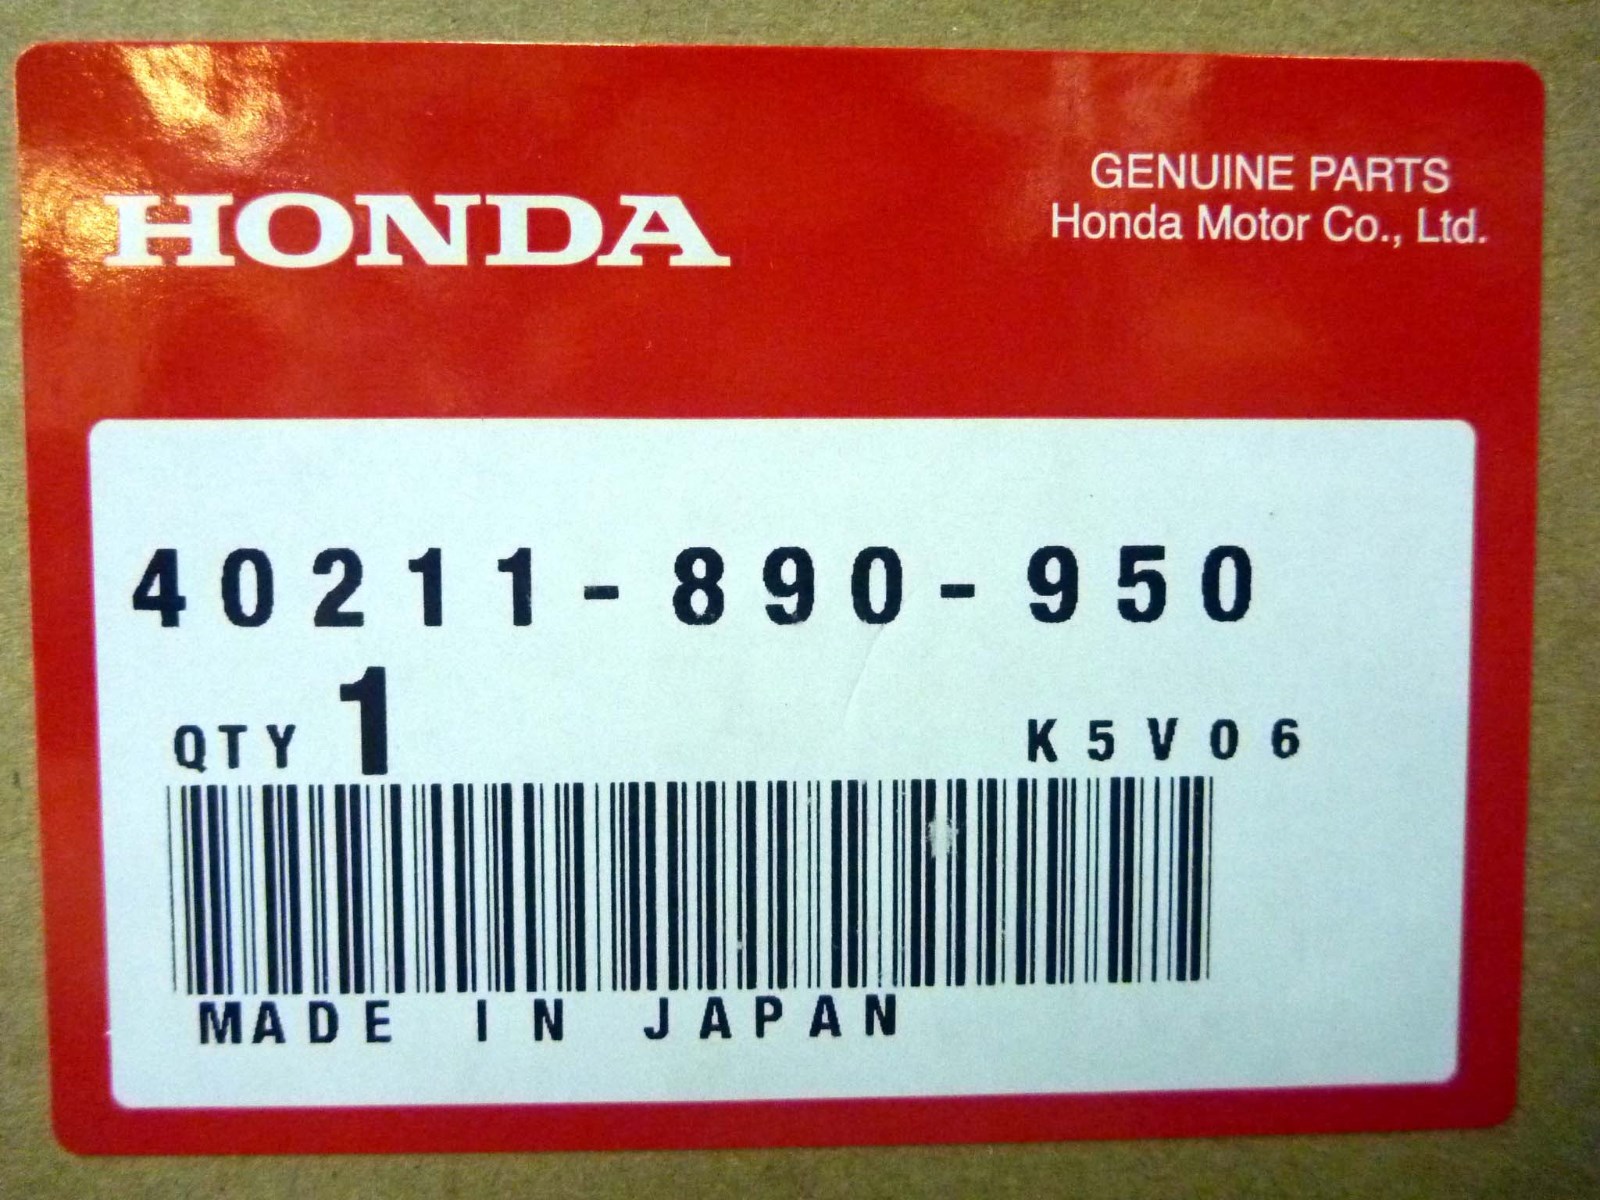 HONDA
GENUINE PARTS
Honda Motor Co., Ltd.
40211-890-950
QTY 1
K5V06
MADE IN JAPAN